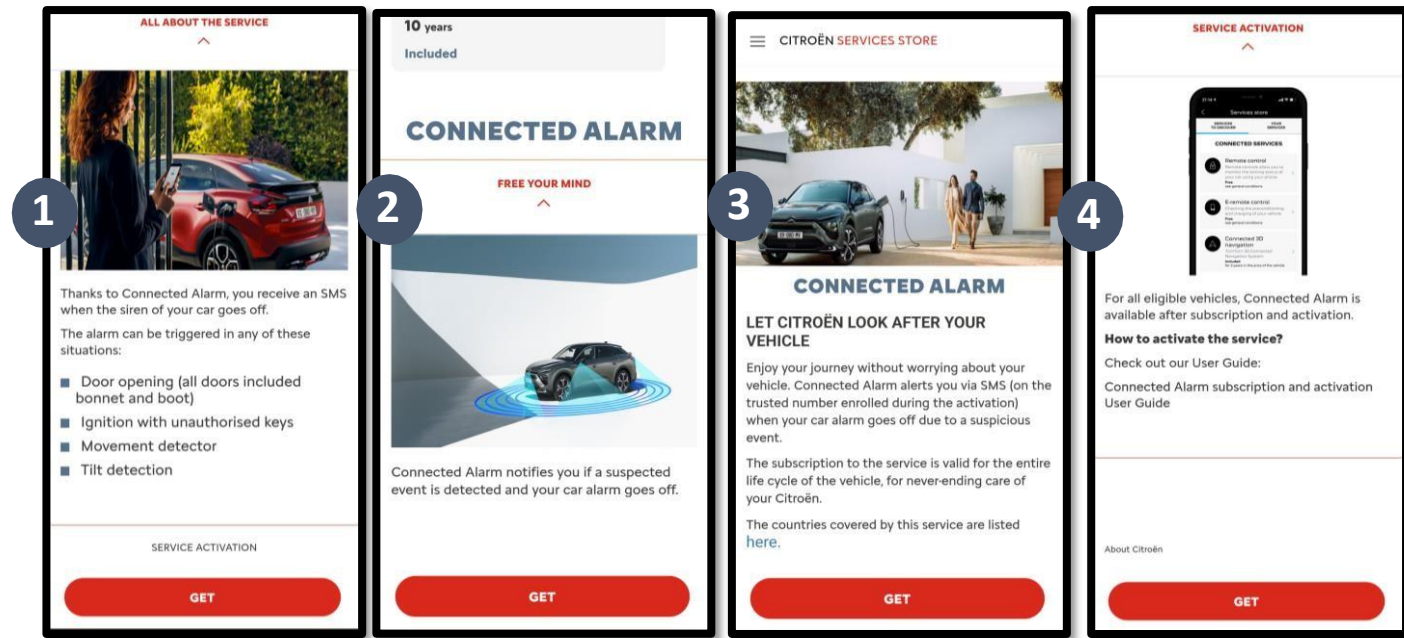 1
ALL ABOUT THE SERVICE
Thanks to Connected Alarm, you receive an SMS
when the siren of your car goes off.
The alarm can be triggered in any of these
situations:
Door opening (all doors included
bonnet and boot)
Ignition with unauthorised keys
Movement detector
Tilt detection
SERVICE ACTIVATION
GET
2
10 years
Included
CONNECTED ALARM
FREE YOUR MIND
Connected Alarm notifies you if a suspected
event is detected and your car alarm goes off.
GET
3
CITROËN SERVICES STORE
CONNECTED ALARM
LET CITROËN LOOK AFTER YOUR
VEHICLE
Enjoy your journey without worrying about your
vehicle. Connected Alarm alerts you via SMS (on the
trusted number enrolled during the activation)
when your car alarm goes off due to a suspicious
event.
The subscription to the service is valid for the entire
life cycle of the vehicle, for never-ending care of
your Citroën.
The countries covered by this service are listed
here.
GET
4
SERVICE ACTIVATION
Services store
CONNECTED SERVICES
Remote control
Free
E-remote control
Free
Connected 3D
navigation
Included
For all eligible vehicles, Connected Alarm is
available after subscription and activation.
How to activate the service?
Check out our User Guide:
Connected Alarm subscription and activation
User Guide
About Citroën
GET